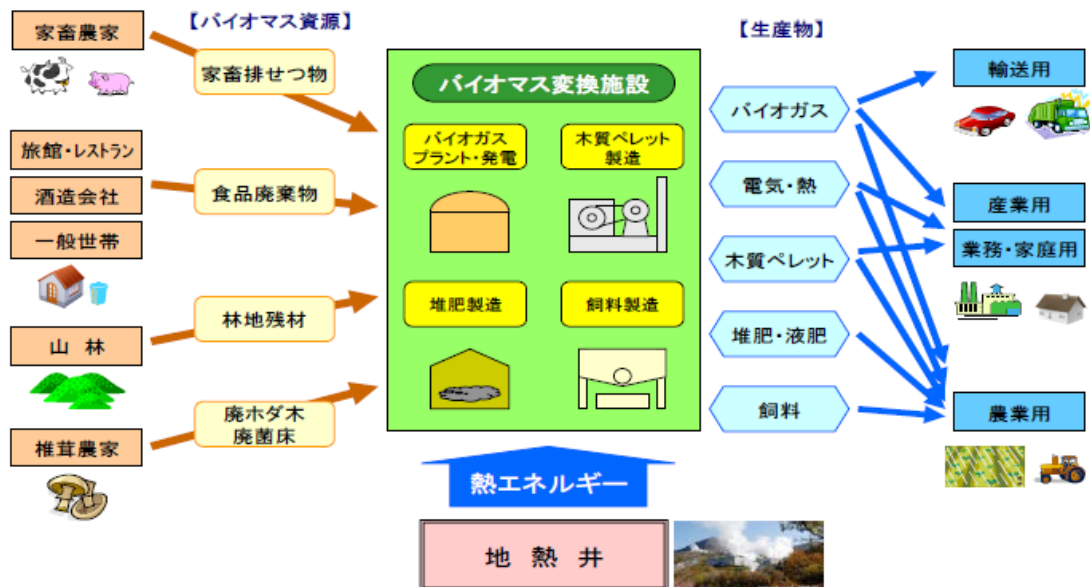 【バイオマス資源】
家畜農家
家畜排せつ物
旅館・レストラン
酒造会社
一般世帯
食品廃棄物
山 林
林地残材
椎茸農家
廃ホダ木
廃菌床
バイオマス変換施設
バイオガス
プラント・発電
木質ペレット
製造
堆肥製造
飼料製造
熱エネルギー
地 熱 井
【生産物】
バイオガス
電気・熱
木質ペレット
堆肥・液肥
飼料
輸送用
産業用
業務・家庭用
農業用